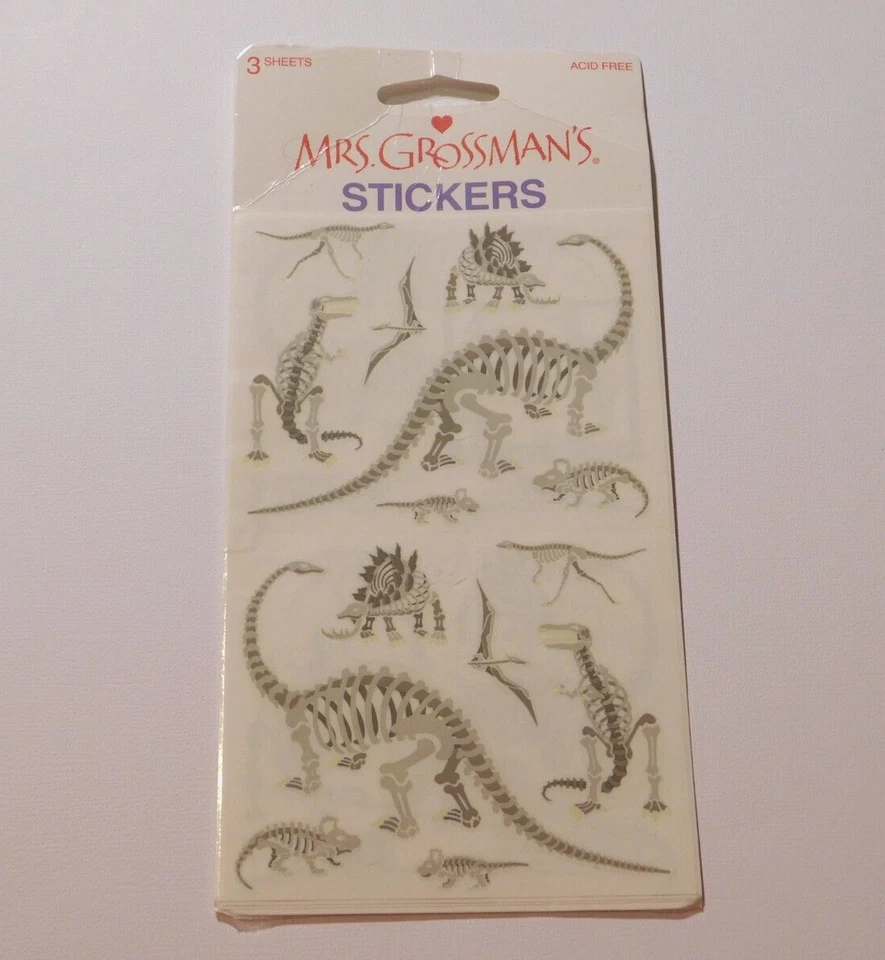 3 SHEETS
ACID FREE
MRS. GROSSMAN'S®
STICKERS